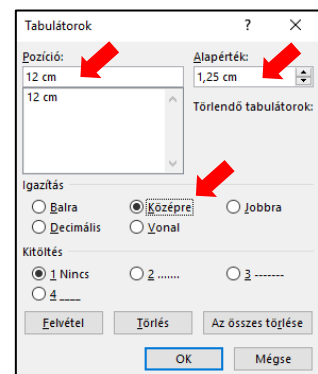 Tabulátorok ? ×
Pozíció: Alapérték:
12 cm 1,25 cm
12 cm Törlendő tabulátorok:
Igazítás
Balra Középre Jobbra
Decimális Vonal
Kitöltés
1 Nincs 2 ....... 3 -------
4 ____
Felvétel Törlés Az összes törlése
OK Mégse